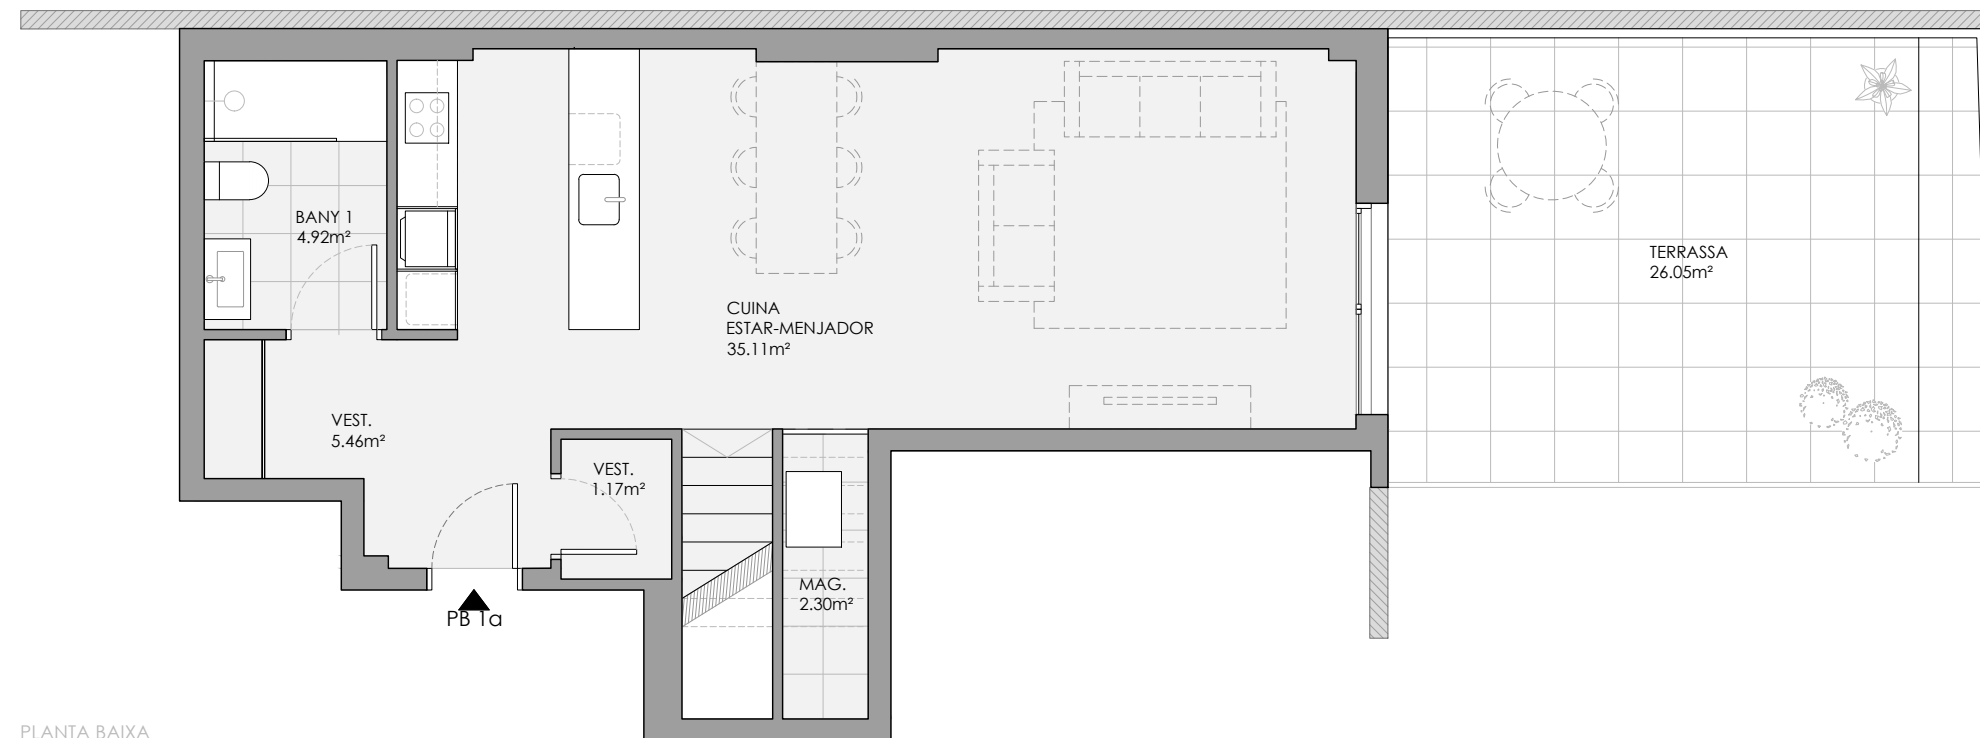 BANY 1
4.92m²
TERRASSA
26.05m²
CUINA
ESTAR-MENJADOR
35.11m²
VEST.
5.46m²
VEST.
1.17m²
MAG.
2.30m²
PB 1a
PLANTA BAIXA